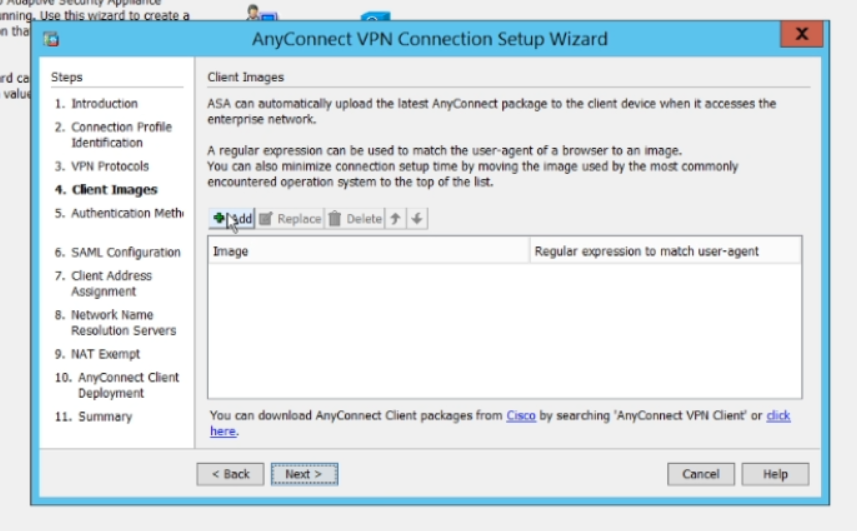 Adaptive Security Appliance
unning. Use this wizard to create a
on tha
rd ca
value
AnyConnect VPN Connection Setup Wizard
X
Steps
1. Introduction
2. Connection Profile
Identification
3. VPN Protocols
4. Client Images
5. Authentication Meth
6. SAML Configuration
7. Client Address
Assignment
8. Network Name
Resolution Servers
9. NAT Exempt
10. AnyConnect Client
Deployment
11. Summary
Client Images
ASA can automatically upload the latest AnyConnect package to the client device when it accesses the
enterprise network.
A regular expression can be used to match the user-agent of a browser to an image.
You can also minimize connection setup time by moving the image used by the most commonly
encountered operation system to the top of the list.
Add Replace Delete
Image Regular expression to match user-agent
You can download AnyConnect Client packages from Cisco by searching 'AnyConnect VPN Client' or click
here.
< Back Next > Cancel Help